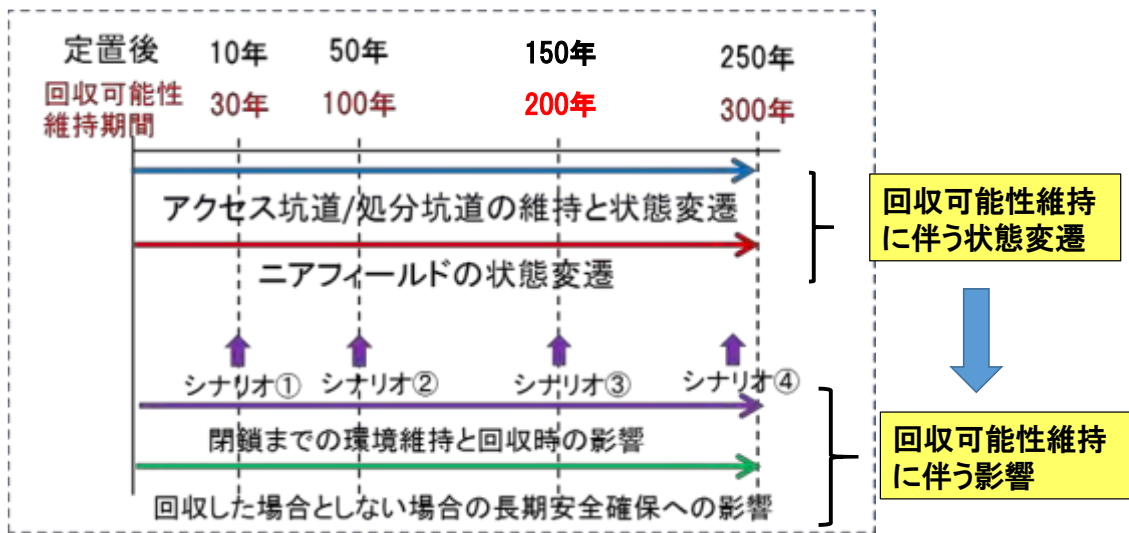 定置後 10年 50年 150年 250年
回収可能性
維持期間 30年 100年 200年 300年
アクセス坑道/処分坑道の維持と状態変遷
ニアフィールドの状態変遷
回収可能性維持
に伴う状態変遷
シナリオ① シナリオ② シナリオ③ シナリオ④
閉鎖までの環境維持と回収時の影響
回収した場合としない場合の長期安全確保への影響
回収可能性維持
に伴う影響